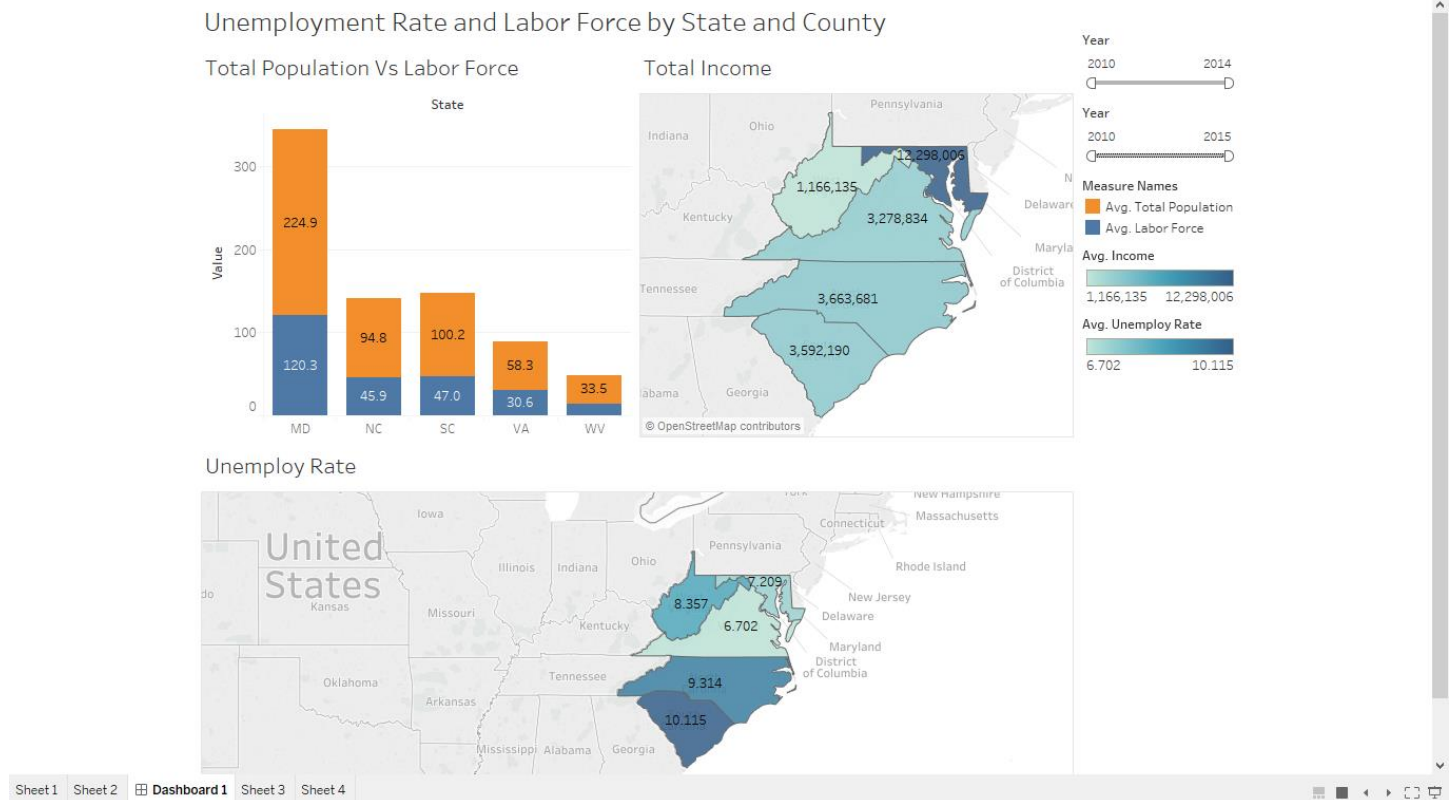 Unemployment Rate and Labor Force by State and County
Total Population Vs Labor Force
State
Value
300
200
100
0
224.9
120.3
94.8
45.9
100.2
47.0
58.3
30.6
33.5
MD NC SC VA WV
Total Income
Pennsylvania
Ohio
Indiana
12,298,006
1,166,135
N
Delaware
Kentucky
3,278,834
Maryla
District
of Columbia
Tennessee
3,663,681
3,592,190
abama
Georgia
© OpenStreetMap contributors
Year
2010 2014
Year
2010 2015
Measure Names
Avg. Total Population
Avg. Labor Force
Avg. Income
1,166,135 12,298,006
Avg. Unemploy Rate
6.702 10.115
Unemploy Rate
York
New Hampshire
Massachusetts
Connecticut
Iowa
United
States
Pennsylvania
Ohio
Illinois Indiana
Rhode Island
do
Kansas
Missouri
7.209
8.357
New Jersey
Delaware
Kentucky
6.702
Maryland
District
of Columbia
Tennessee
Oklahoma
9.314
Arkansas
10.115
Mississippi Alabama Georgia
Sheet 1 Sheet 2 Dashboard 1 Sheet 3 Sheet 4